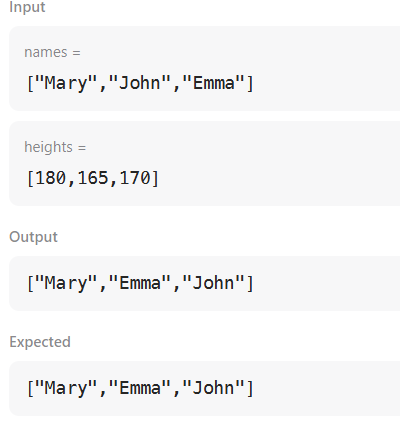 Input
names =
["Mary","John","Emma"]
heights =
[180,165,170]
Output
["Mary","Emma","John"]
Expected
["Mary","Emma","John"]